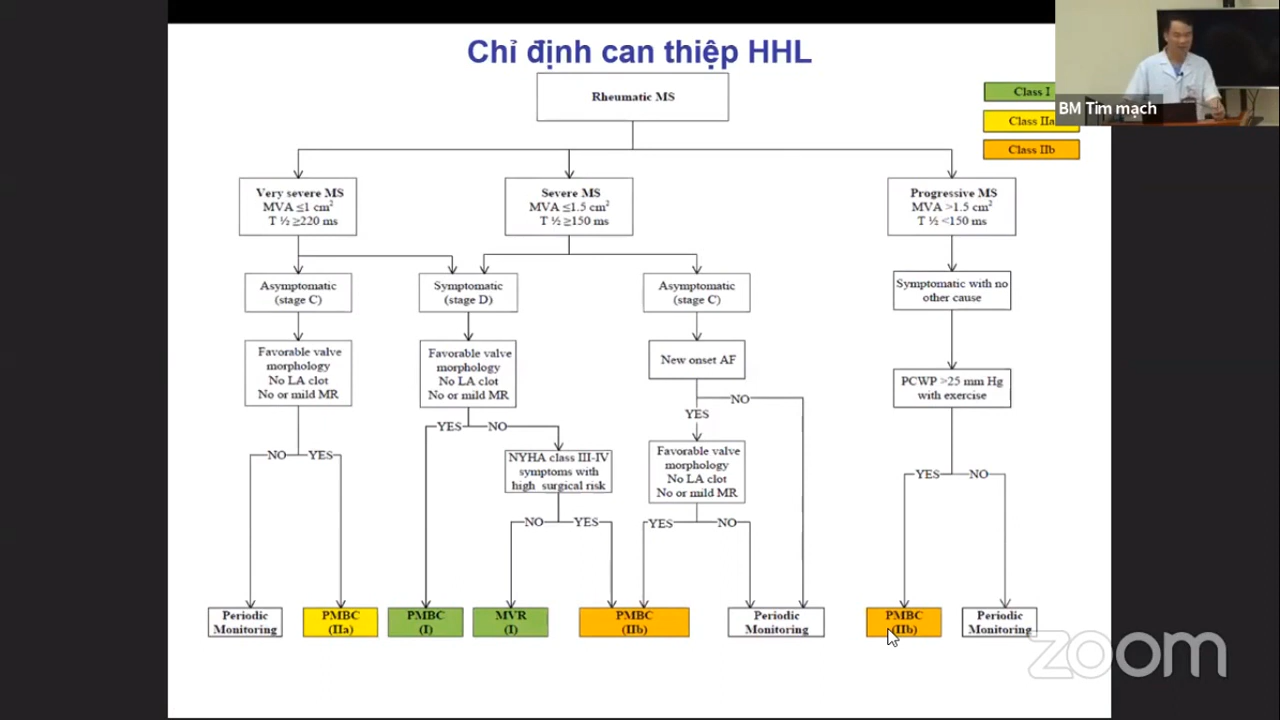 Chỉ định can thiệp HHL
BM Tim mạch
Rheumatic MS
Class I
Class IIa
Class IIb
Very severe MS
MVA ≤1 cm²
T ½ ≥220 ms
Severe MS
MVA ≤1.5 cm²
T ½ ≥150 ms
Progressive MS
MVA >1.5 cm²
T ½ <150 ms
Asymptomatic
(stage C)
Symptomatic
(stage D)
Asymptomatic
(stage C)
Symptomatic with no
other cause
Favorable valve
morphology
No LA clot
No or mild MR
Favorable valve
morphology
No LA clot
No or mild MR
New onset AF
PCWP >25 mm Hg
with exercise
NO
YES
YES
NO
NYHA class III-IV
symptoms with
high surgical risk
YES
NO
Favorable valve
morphology
No LA clot
No or mild MR
YES
NO
NO
YES
YES
NO
Periodic
Monitoring
PMBC
(IIa)
PMBC
(I)
MVR
(I)
PMBC
(IIb)
Periodic
Monitoring
PMBC
(IIb)
Periodic
Monitoring
zoom